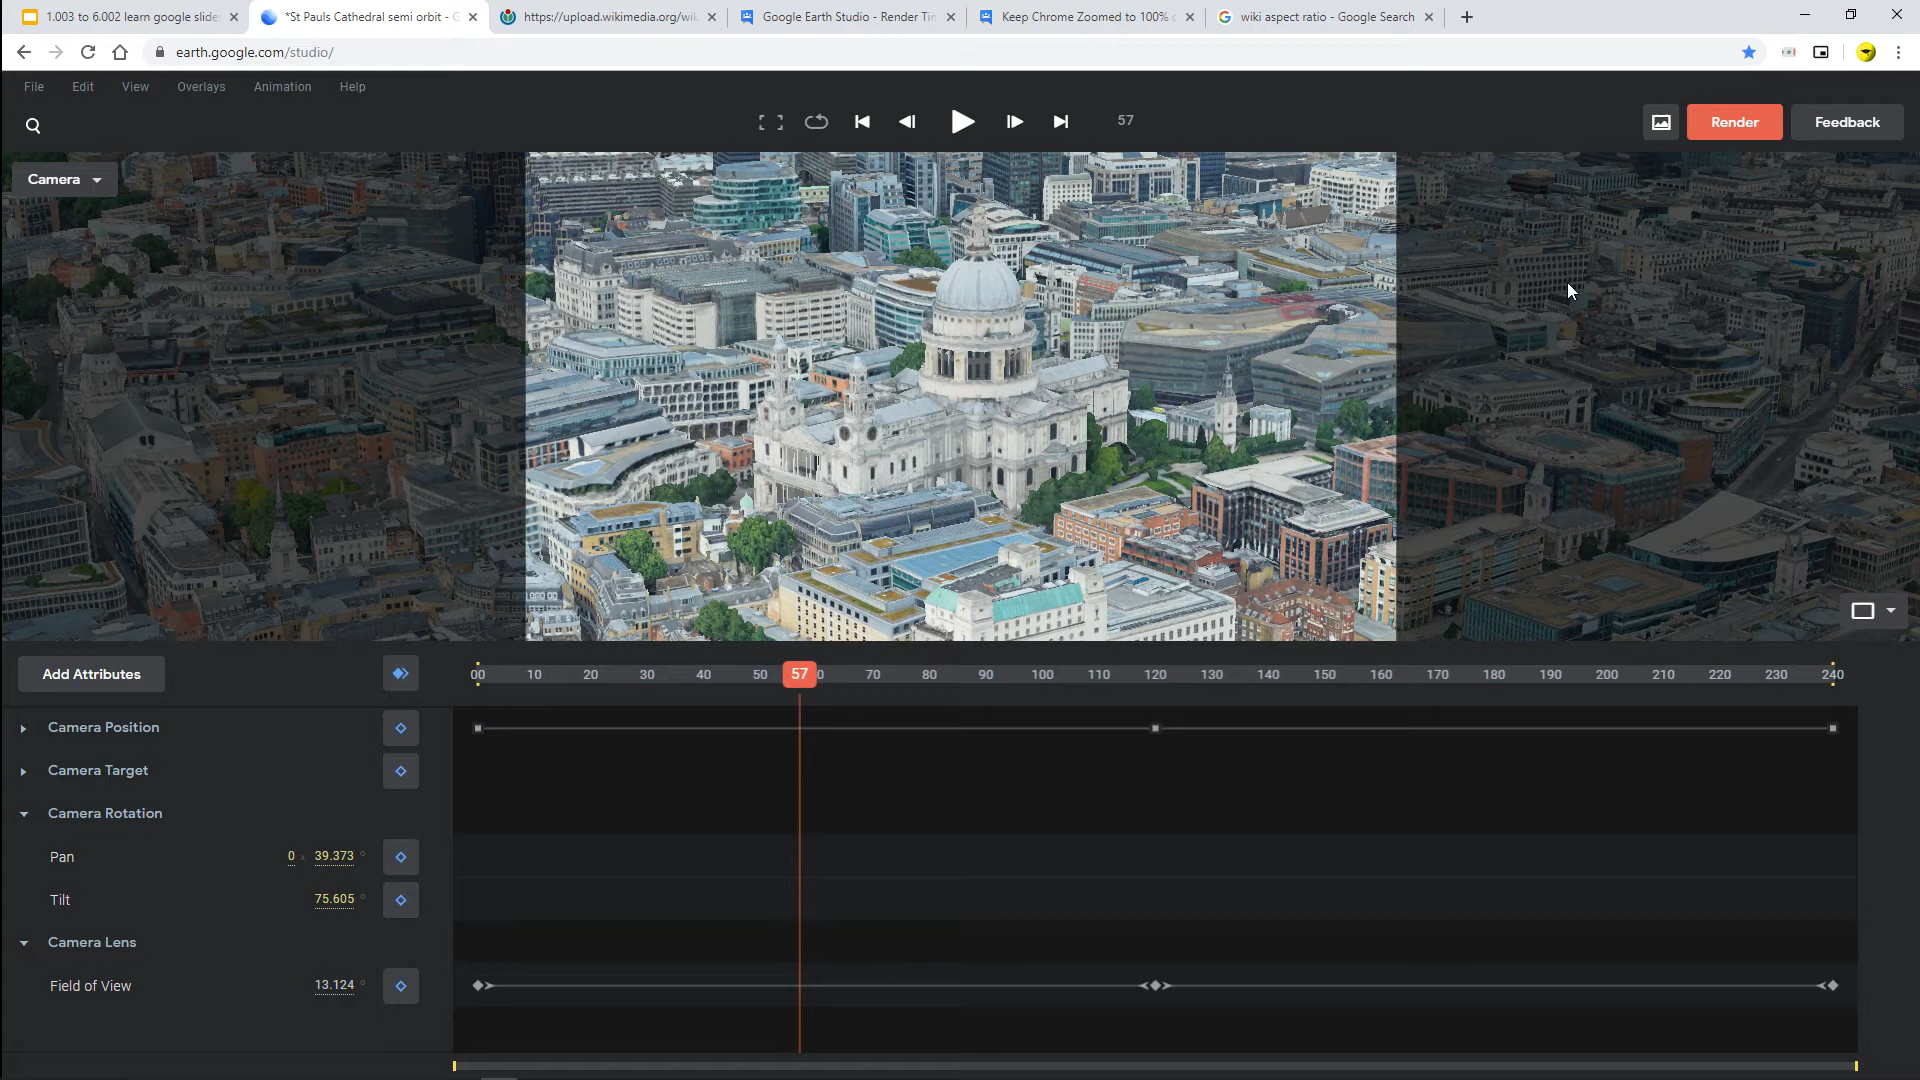 1.003 to 6.002 learn google slide
*St Pauls Cathedral semi orbit - G
https://upload.wikimedia.org/wik
Google Earth Studio - Render Tim
Keep Chrome Zoomed to 100%
wiki aspect ratio - Google Search
earth.google.com/studio/
File Edit View Overlays Animation Help
57
Render
Feedback
Camera
Add Attributes
00 10 20 30 40 50 57 0 70 80 90 100 110 120 130 140 150 160 170 180 190 200 210 220 230 240
Camera Position
Camera Target
Camera Rotation
Pan 0 x 39.373 °
Tilt 75.605 °
Camera Lens
Field of View 13.124 °